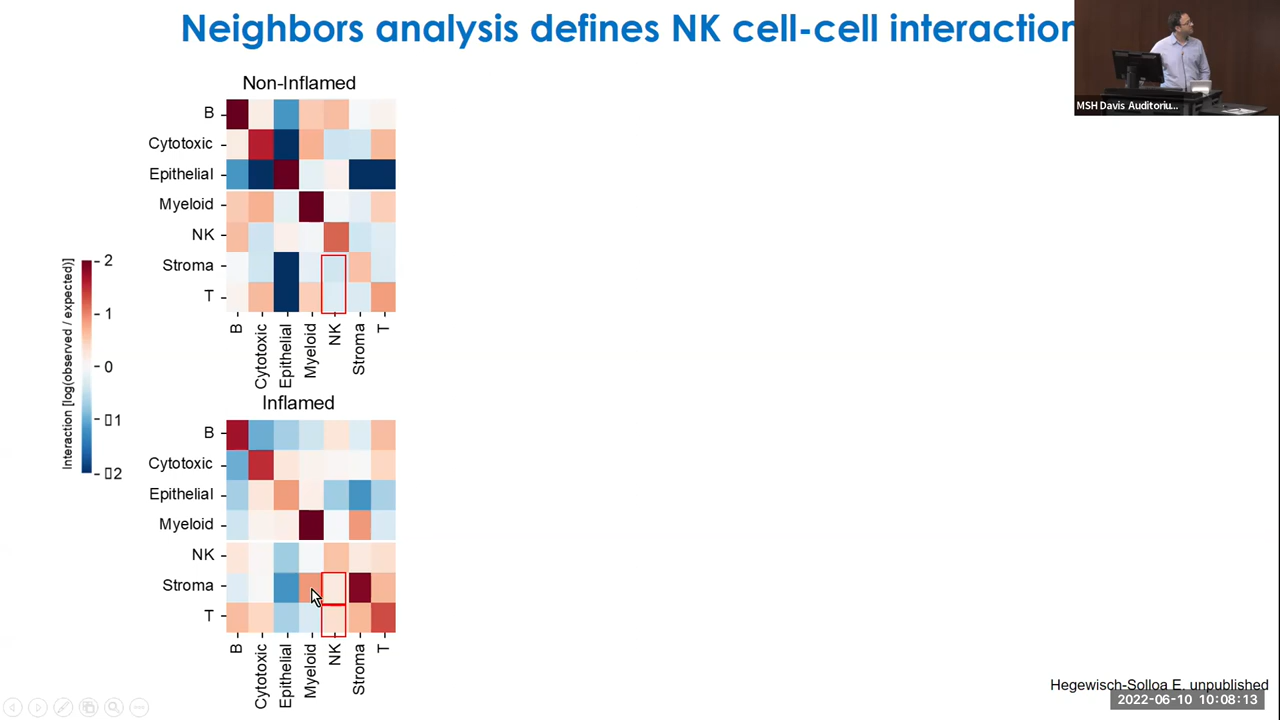 Neighbors analysis defines NK cell-cell interaction
MSH Davis Auditoriu...
Non-Inflamed
B
Cytotoxic
Epithelial
Myeloid
NK
Stroma
T
B
Cytotoxic
Epithelial
Myeloid
NK
Stroma
T
Interaction [log(observed / expected)]
2
1
0
▯1
▯2
Inflamed
B
Cytotoxic
Epithelial
Myeloid
NK
Stroma
T
B
Cytotoxic
Epithelial
Myeloid
NK
Stroma
T
Hegewisch-Solloa E. unpublished
2022-06-10 10:08:13